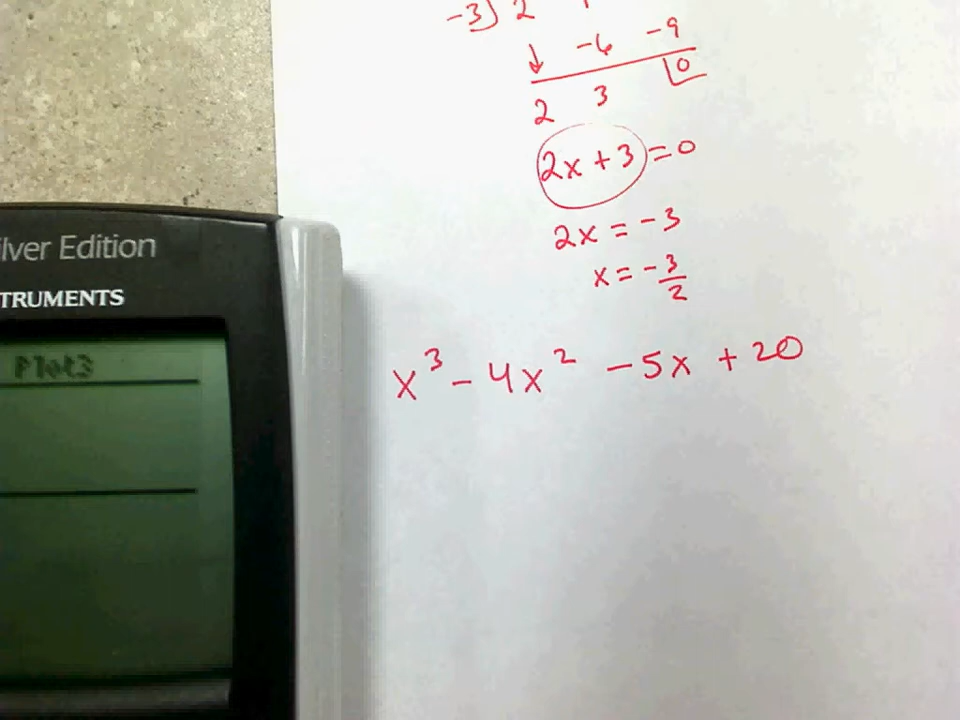 -3) 2
↓ -6 -9
2 3 0
2x + 3 = 0
2x = -3
x = -3/2
x³ - 4x² - 5x + 20
lver Edition
TRUMENTS
Plot3